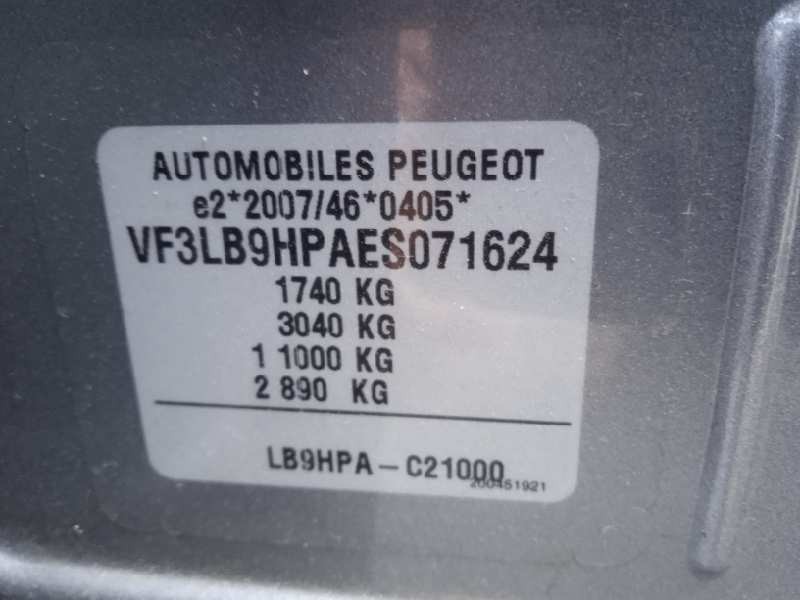 AUTOMOBILES PEUGEOT
e2*2007/46*0405*
VF3LB9HPAES071624
1740 KG
3040 KG
1 1000 KG
2 890 KG
LB9HPA - C21000
200451921